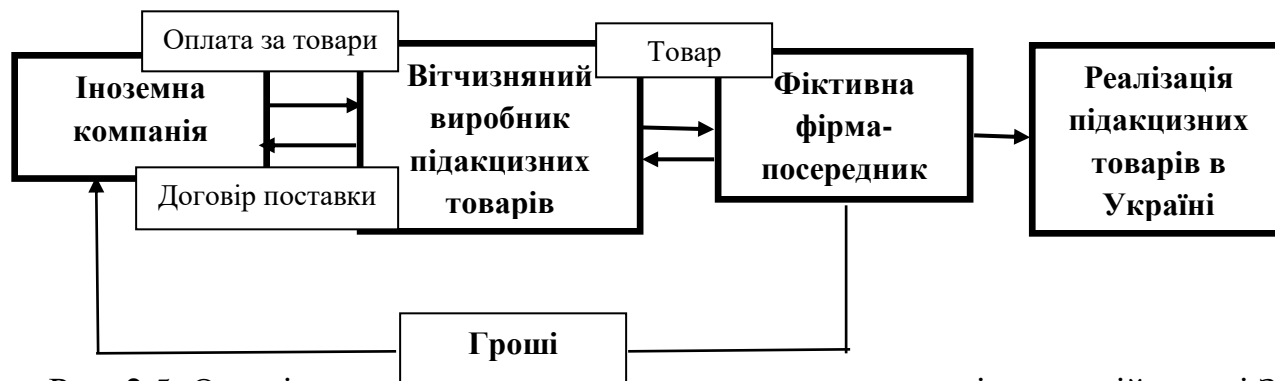 Оплата за товари
Товар
Іноземна
компанія
Вітчизняний
виробник
підакцизних
товарів
Фіктивна
фірма-
посередник
Реалізація
підакцизних
товарів в
Україні
Договір поставки
Гроші